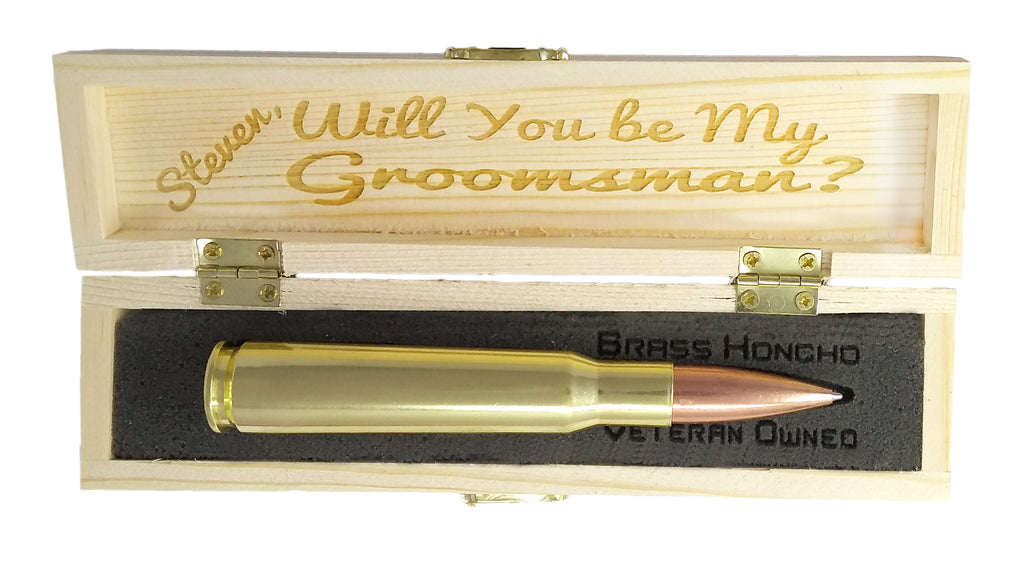 Steven, Will You be My
Groomsman?
BRASS HONCHO
VETERAN OWNED